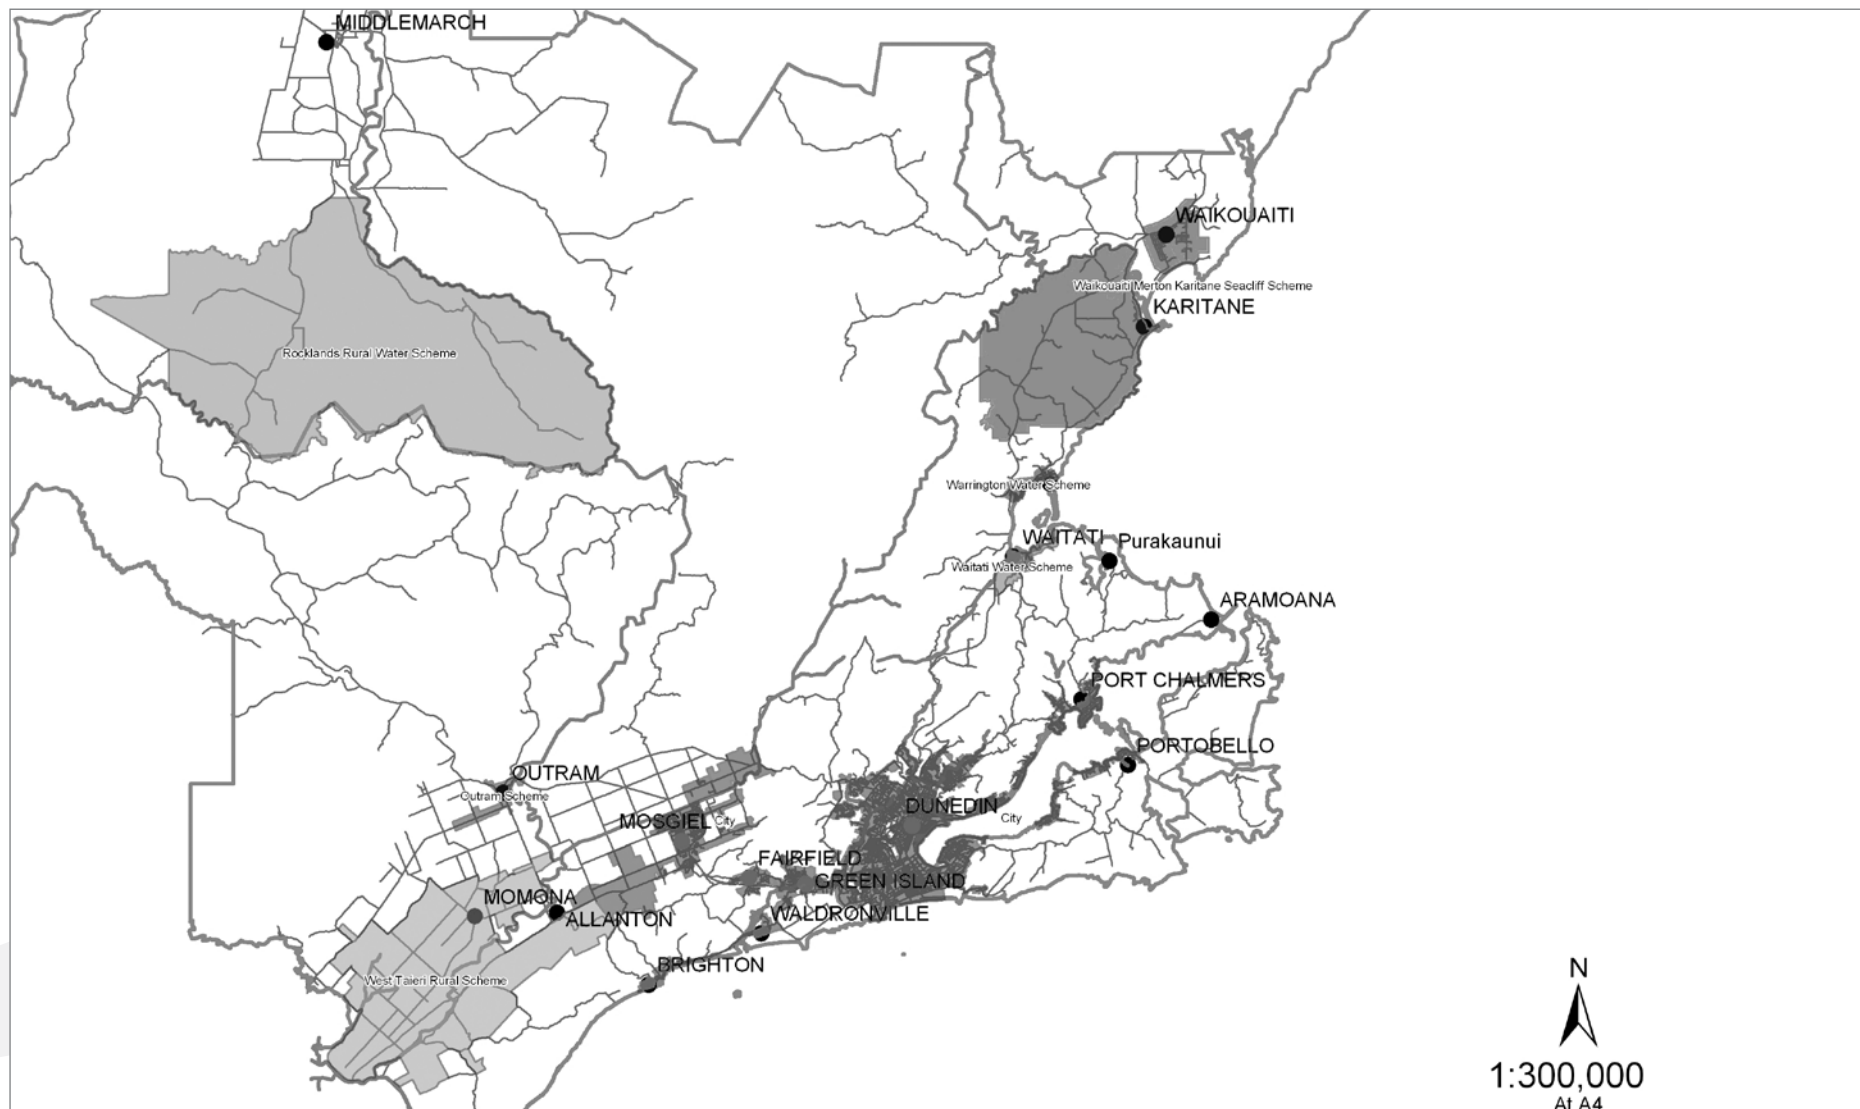 MIDDLEMARCH
WAIKOUAITI
Waikouaiti Merton Karitane Seacliff Scheme
KARITANE
Rocklands Rural Water Scheme
Warrington Water Scheme
WAITATI
Purakaunui
Waitati Water Scheme
ARAMOANA
PORT CHALMERS
PORTOBELLO
OUTRAM
Outram Scheme
DUNEDIN
City
MOSGIEL
City
FAIRFIELD
GREEN ISLAND
MOMONA
ALLANTON
WALDRONVILLE
BRIGHTON
West Taieri Rural Scheme
N
1:300,000
At A4